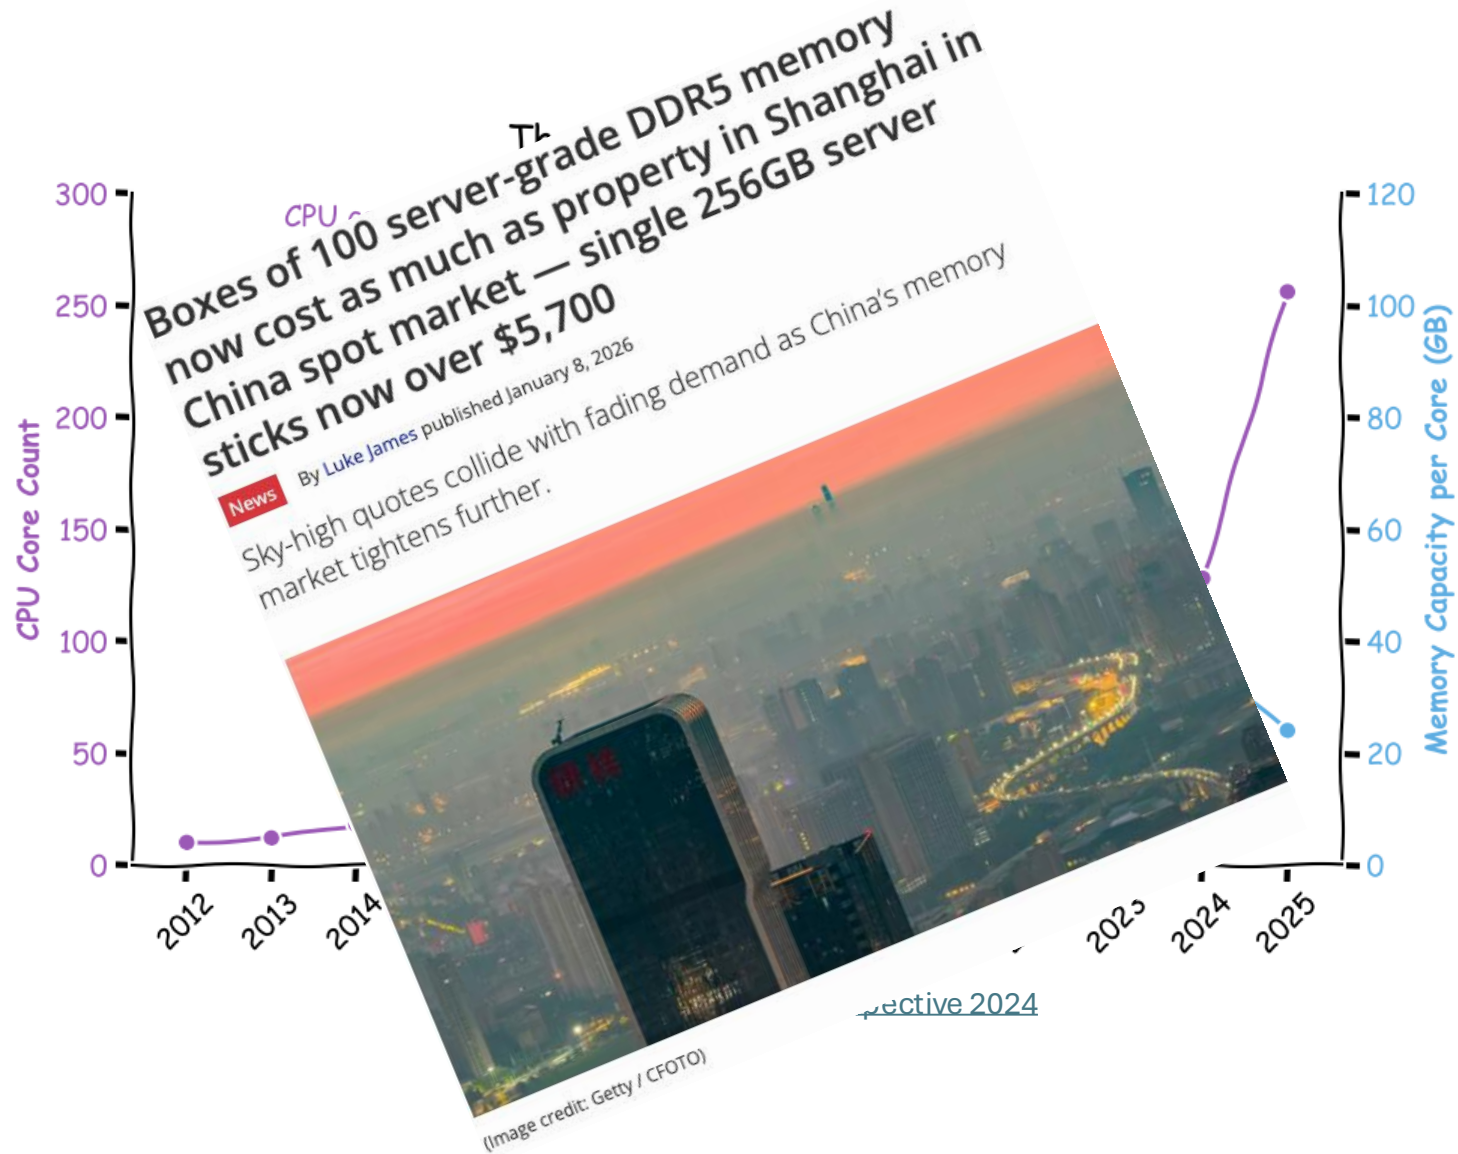 Boxes of 100 server-grade DDR5 memory
now cost as much as property in Shanghai in
China spot market — single 256GB server
sticks now over $5,700
News
By Luke James published January 8, 2026
Sky-high quotes collide with fading demand as China's memory
market tightens further.
(Image credit: Getty / CFOTO)
CPU
300
250
200
150
100
50
0
CPU Core Count
120
100
80
60
40
20
0
Memory Capacity per Core (GB)
2012
2013
2014
2023
2024
2025
pective 2024